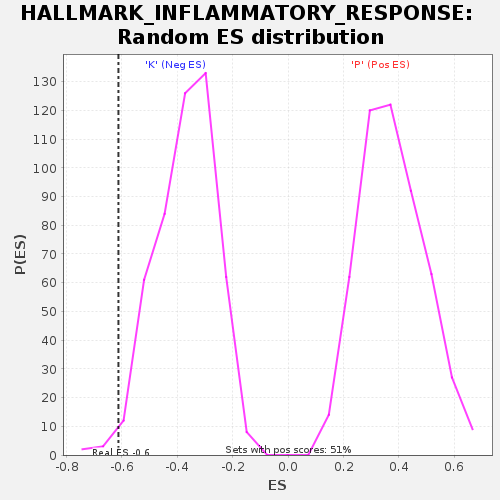 HALLMARK_INFLAMMATORY_RESPONSE:
Random ES distribution
'K' (Neg ES)
'P' (Pos ES)
130
120
110
100
90
80
70
60
50
40
30
20
10
0
P(ES)
Real ES -0.6
Sets with pos scores: 51%
-0.8 -0.6 -0.4 -0.2 0.0 0.2 0.4 0.6
ES